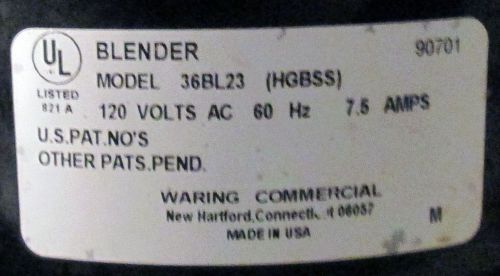 UL
BLENDER 90701
MODEL 36BL23 (HGBSS)
LISTED
821 A 120 VOLTS AC 60 Hz 7.5 AMPS
U.S.PAT.NO'S
OTHER PATS.PEND.
WARING COMMERCIAL
New Hartford,Connecticut 06057
MADE IN USA M